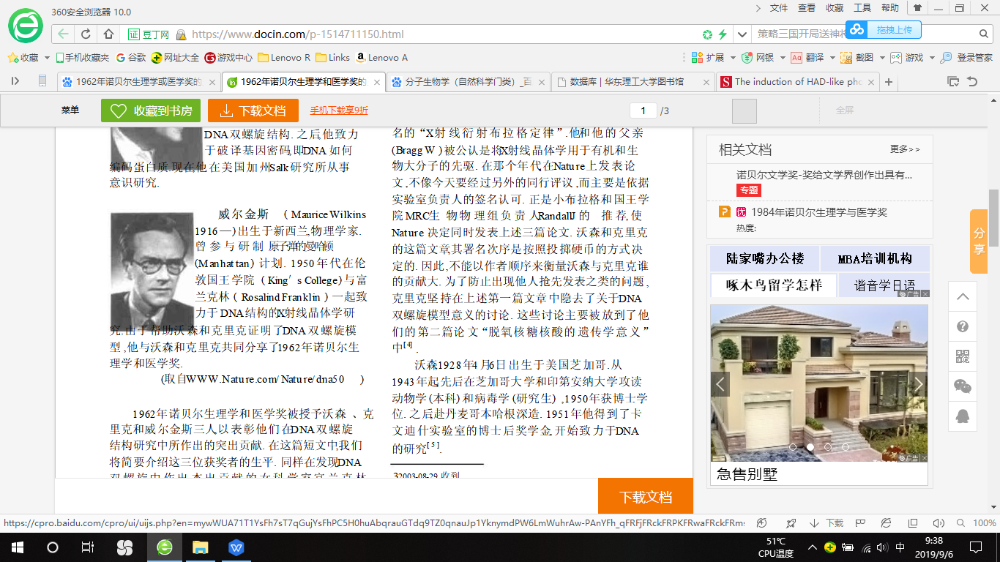 360安全浏览器 10.0
文件 查看 收藏 工具 帮助
证 豆丁网 https://www.docin.com/p-1514711150.html
策略三国开局送神将
拖拽上传
收藏 手机收藏夹 谷歌 网址大全 游戏中心 Lenovo R Links Lenovo A
扩展 网银 翻译 截图 游戏 登录管家
1962年诺贝尔生理学或医学奖的
1962年诺贝尔生理学和医学奖的
分子生物学（自然科学门类）_百
数据库 | 华东理工大学图书馆
The induction of HAD-like pho
菜单 收藏到书房 下载文档 手机下载享9折 1 /3 全屏
DNA双螺旋结构. 之后,他致力
于破译基因密码,即DNA 如何
编码蛋白质.现在,他在美国加州Salk研究所从事
意识研究.
威尔金斯 ( Maurice Wilkins
1916—)出生于新西兰,物理学家.
曾参与研制原子弹的曼哈顿
(Manhattan) 计划. 1950 年代在伦
敦国王学院 ( King's College)与富
兰克林 ( Rosalind Franklin ) 一起致
力于DNA结构的X射线晶体学研
究.由于帮助沃森和克里克证明了DNA 双螺旋模
型,他与沃森和克里克共同分享了1962年诺贝尔生
理学和医学奖.
(取自WWW.Nature.com/Nature/dna50 )
1962年诺贝尔生理学和医学奖被授予沃森、克
里克和威尔金斯三人以表彰他们在DNA 双螺旋
结构研究中所作出的突出贡献. 在这篇短文中,我们
将简要介绍这三位获奖者的生平. 同样在发现DNA
双螺旋中作出杰出贡献的女科学家富兰克林
名的“X射线衍射布拉格定律”.他和他的父亲
(Bragg W )被公认是将X射线晶体学用于有机和生
物大分子的先驱. 在那个年代在Nature上发表论
文,不像今天要经过另外的同行评议,而主要是依据
实验室负责人的签名认可. 正是小布拉格和国王学
院MRC生物物理组负责人RandallJ 的 推荐,使
Nature 决定同时发表上述三篇论文. 沃森和克里克
的这篇文章其署名次序是按照投掷硬币的方式决
定的. 因此,不能以作者顺序来衡量沃森与克里克谁
的贡献大. 为了防止出现他人抢先发表之类的问题,
克里克坚持在上述第一篇文章中隐去了关于DNA
双螺旋模型意义的讨论. 这些讨论主要被放到了他
们的第二篇论文“脱氧核糖核酸的遗传学意义”
中[4].
沃森1928年4月6日出生于美国芝加哥.从
1943年起先后在芝加哥大学和印第安纳大学攻读
动物学(本科)和病毒学(研究生) ,1950年获博士学
位. 之后赴丹麦哥本哈根深造. 1951年他得到了卡
文迪什实验室的博士后奖学金,开始致力于DNA
的研究[5].
2003-08-29 收到
下载文档
相关文档 更多>>
诺贝尔文学奖-奖给文学界创作出具有...
专题
优 1984年诺贝尔生理学与医学奖
热度:
分享
陆家嘴办公楼 MBA培训机构
啄木鸟留学怎样 谐音学日语
广告
广告
急售别墅
https://cpro.baidu.com/cpro/ui/uijs.php?en=mywWUA71T1YsFh7sT7qGujYsFhPC5H0huAbqrauGTdq9TZ0qnauJp1YknymdPW6LmWuhrAw-PAnYFh_qFRFjFRckFRPKFRwaFRckFRms
下载 100%
51℃
CPU温度
中
9:38
2019/9/6